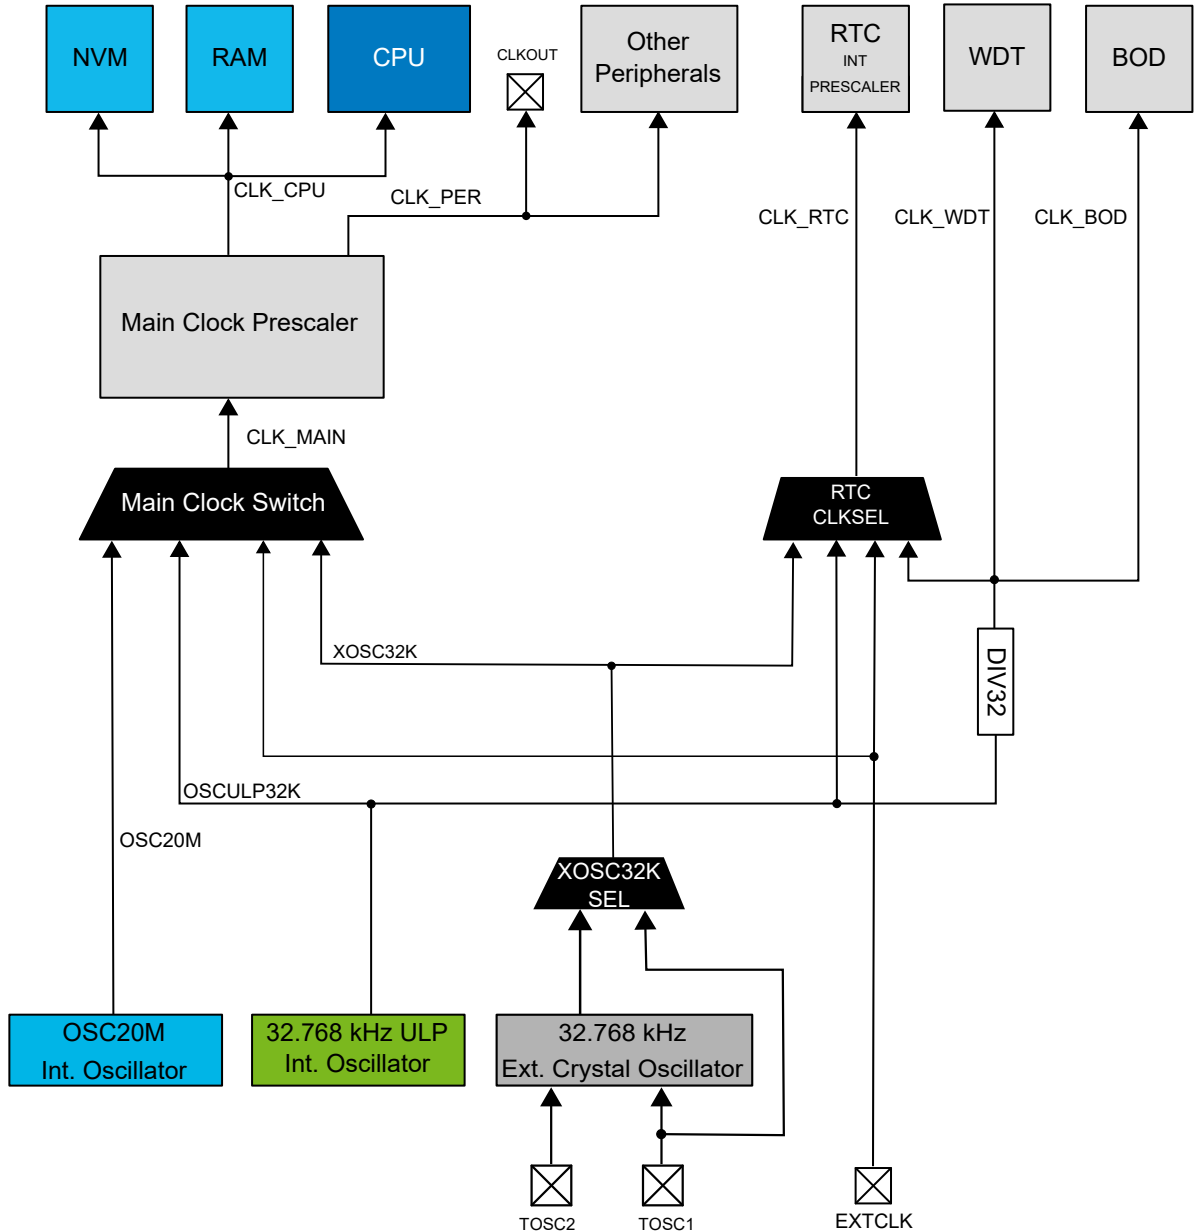 NVM
RAM
CPU
CLKOUT
Other
Peripherals
RTC
INT
PRESCALER
WDT
BOD
CLK_CPU
CLK_PER
CLK_RTC
CLK_WDT
CLK_BOD
Main Clock Prescaler
CLK_MAIN
Main Clock Switch
RTC
CLKSEL
XOSC32K
DIV32
OSCULP32K
OSC20M
XOSC32K
SEL
OSC20M
Int. Oscillator
32.768 kHz ULP
Int. Oscillator
32.768 kHz
Ext. Crystal Oscillator
TOSC2
TOSC1
EXTCLK